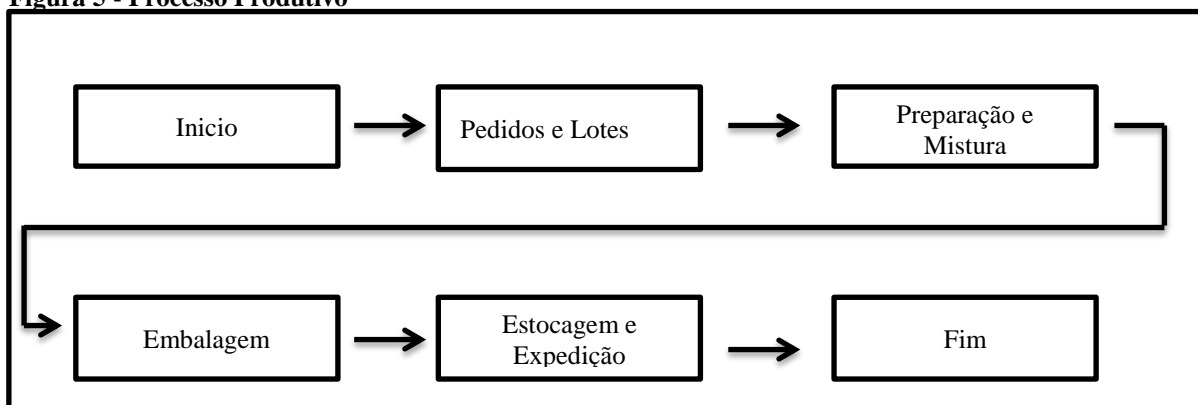 Figura 5 - Processo Produtivo
Inicio
Pedidos e Lotes
Preparação e
Mistura
Embalagem
Estocagem e
Expedição
Fim